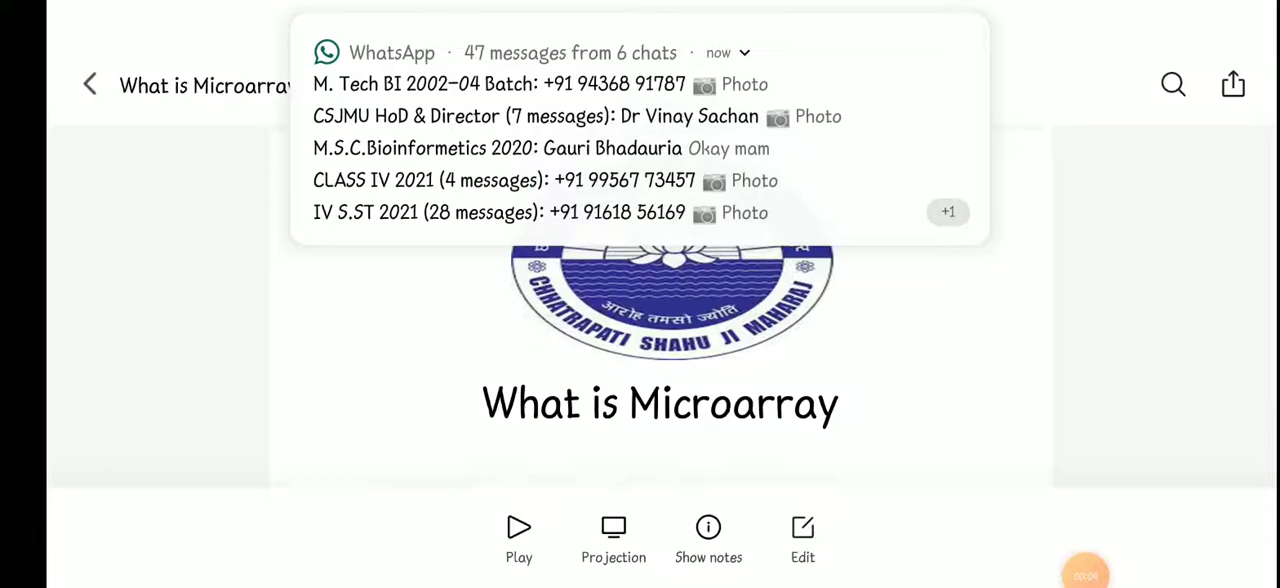 WhatsApp · 47 messages from 6 chats · now
M. Tech BI 2002-04 Batch: +91 94368 91787 📷 Photo
CSJMU HoD & Director (7 messages): Dr Vinay Sachan 📷 Photo
M.S.C.Bioinformetics 2020: Gauri Bhadauria Okay mam
CLASS IV 2021 (4 messages): +91 99567 73457 📷 Photo
IV S.ST 2021 (28 messages): +91 91618 56169 📷 Photo
+1
What is Microarray
आरोह तमसो ज्योति
CHHATRAPATI SHAHU JI MAHARAJ
What is Microarray
Play Projection Show notes Edit
00:04